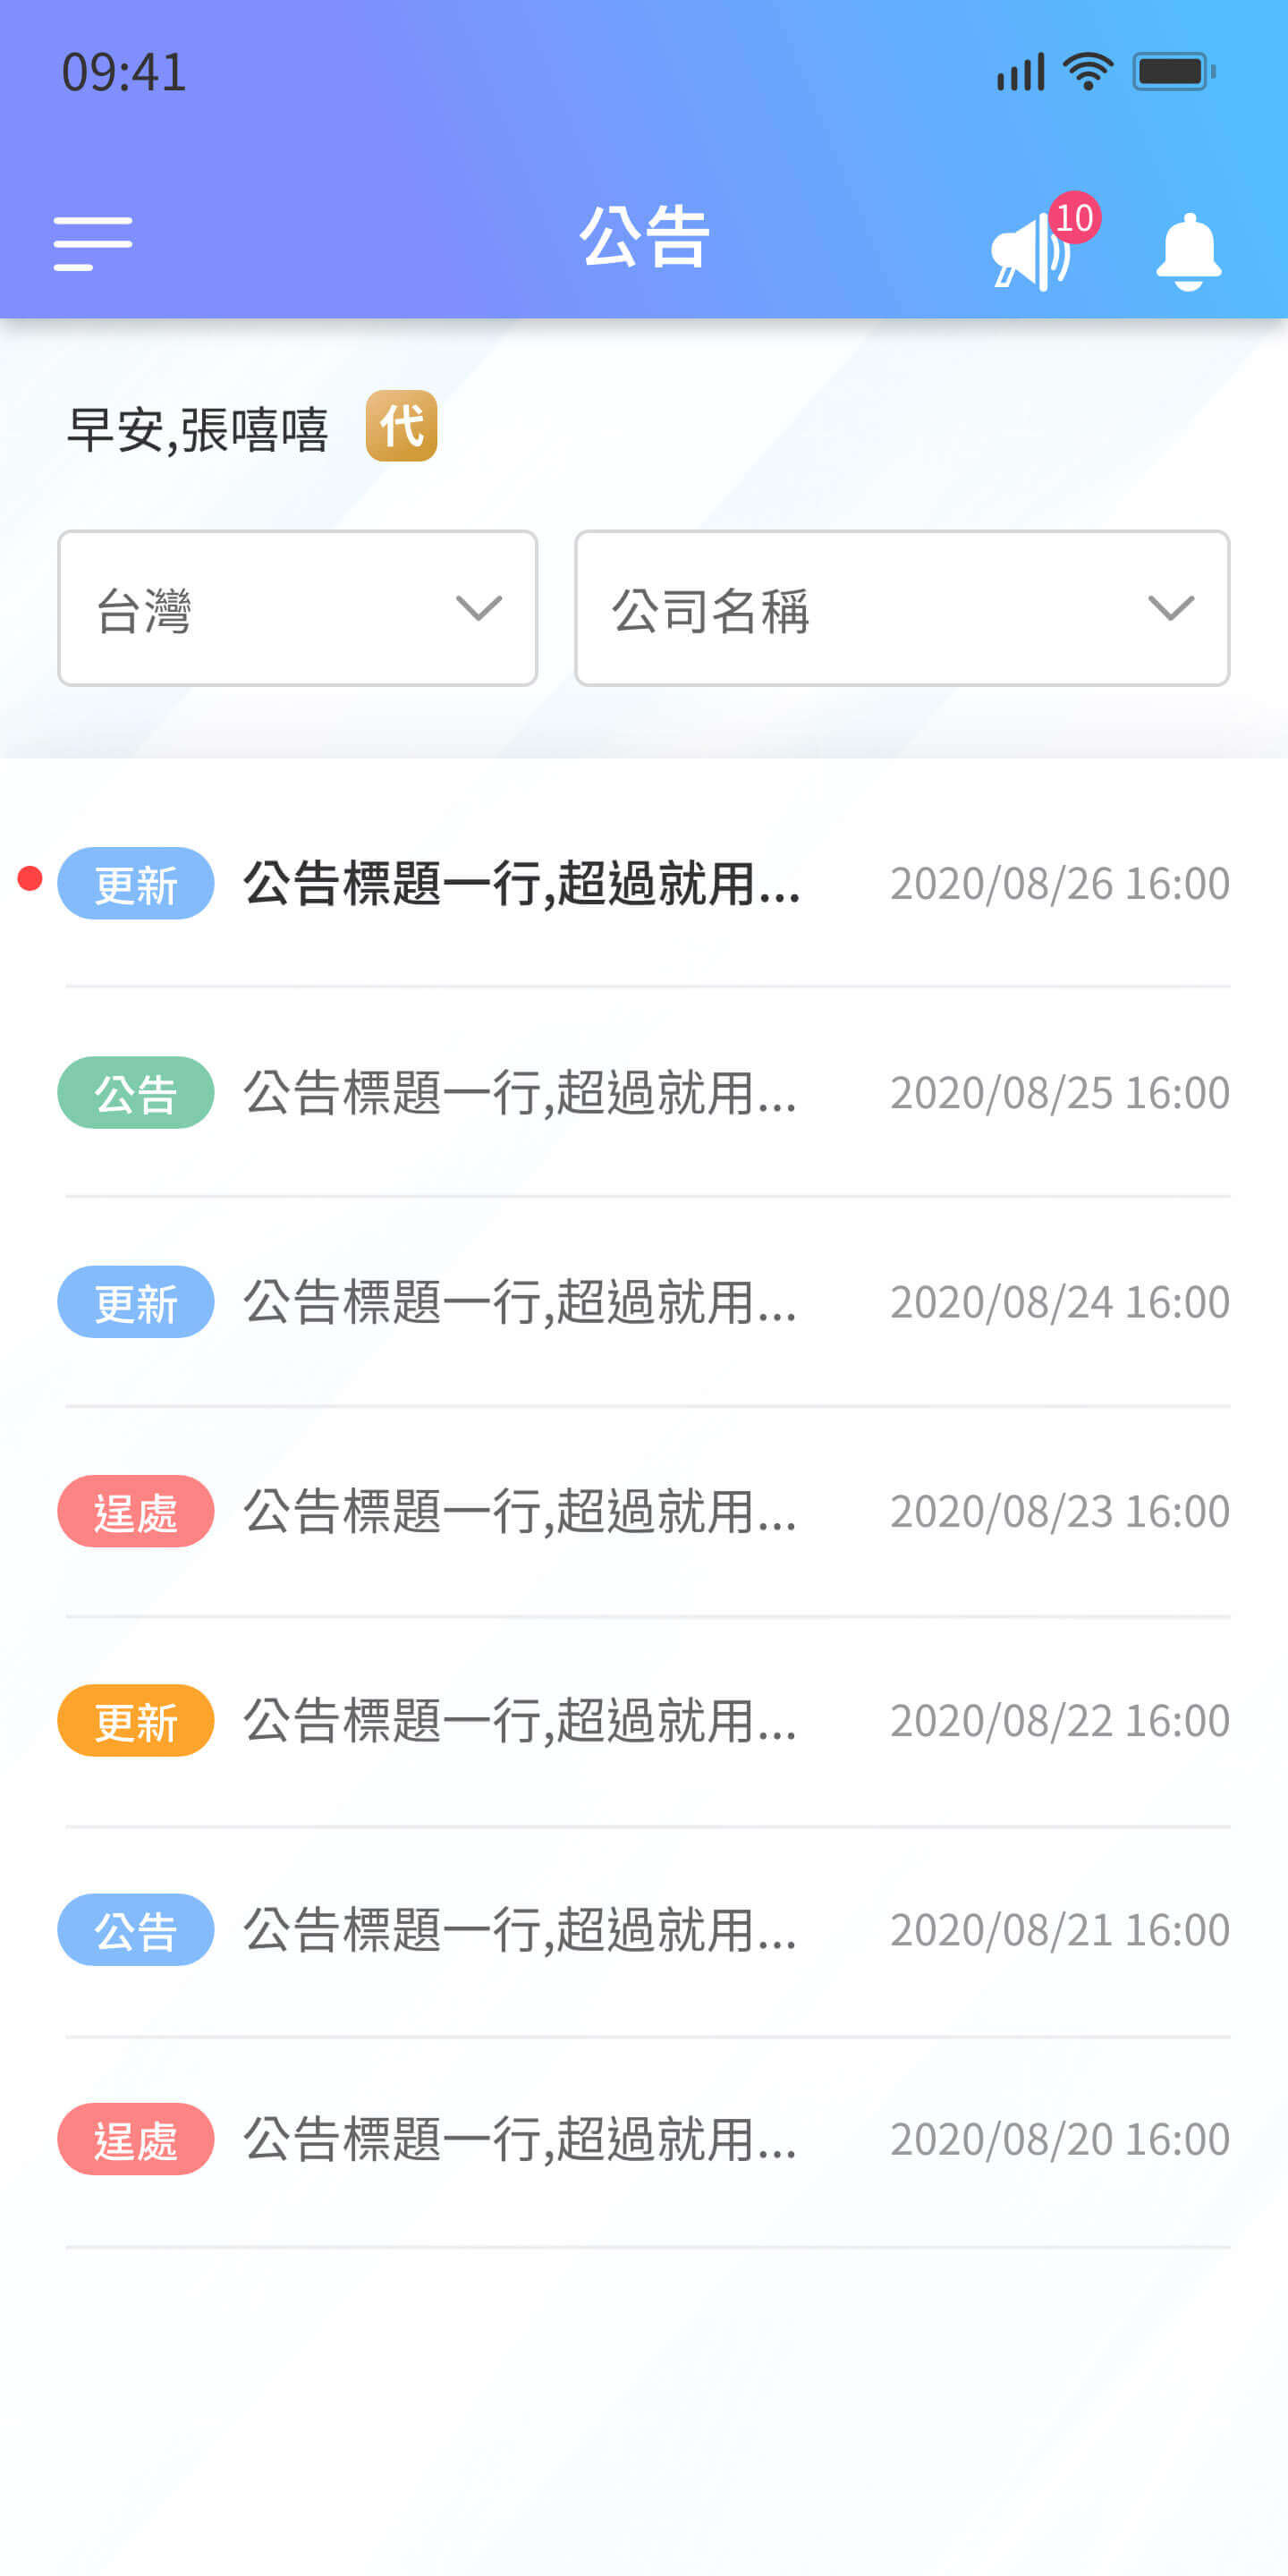 09:41
公告
10
早安,張嘻嘻 代
台灣 公司名稱
更新 公告標題一行,超過就用... 2020/08/26 16:00
公告 公告標題一行,超過就用... 2020/08/25 16:00
更新 公告標題一行,超過就用... 2020/08/24 16:00
逞處 公告標題一行,超過就用... 2020/08/23 16:00
更新 公告標題一行,超過就用... 2020/08/22 16:00
公告 公告標題一行,超過就用... 2020/08/21 16:00
逞處 公告標題一行,超過就用... 2020/08/20 16:00